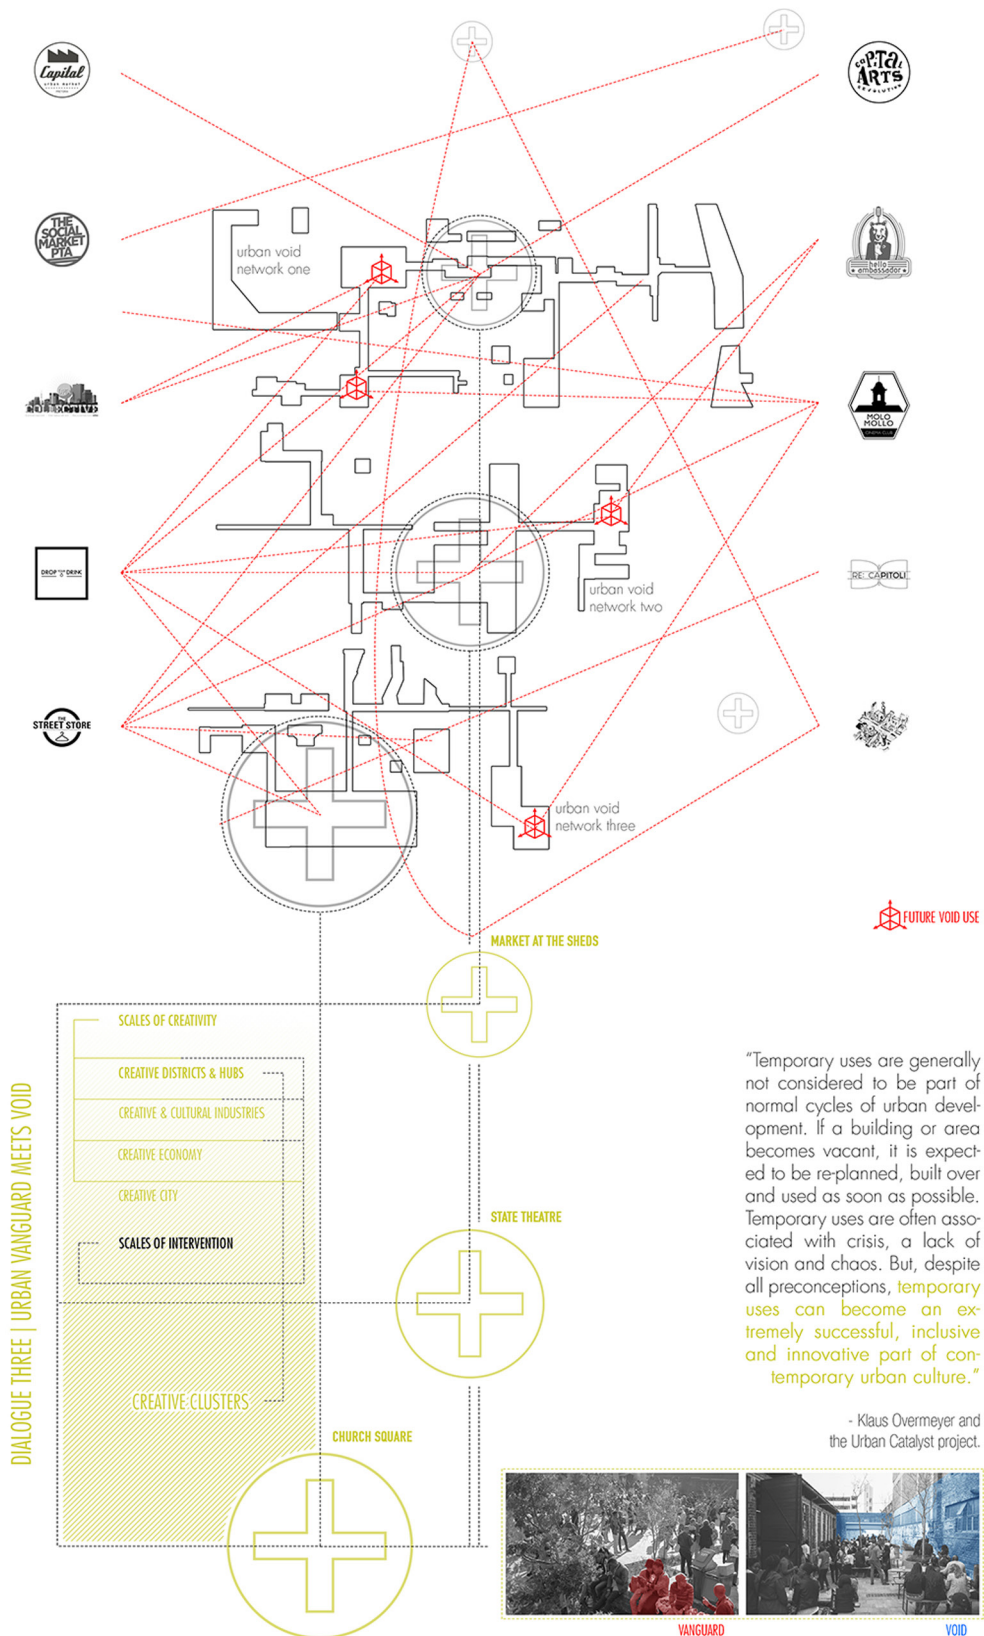 Capital
URBAN MARKET
CAPITAL
ARTS
REVOLUTION
THE
SOCIAL
MARKET
PTA
hello
ambassador
urban void
network one
COLLECTIVE
MOLO
MOLLO
CINEMA CLUB
DROP
DRINK
RE CAPITOLI
urban void
network two
THE
STREET STORE
urban void
network three
FUTURE VOID USE
MARKET AT THE SHEDS
SCALES OF CREATIVITY
CREATIVE DISTRICTS & HUBS
CREATIVE & CULTURAL INDUSTRIES
CREATIVE ECONOMY
CREATIVE CITY
SCALES OF INTERVENTION
CREATIVE CLUSTERS
DIALOGUE THREE | URBAN VANGUARD MEETS VOID
STATE THEATRE
CHURCH SQUARE
"Temporary uses are generally
not considered to be part of
normal cycles of urban devel-
opment. If a building or area
becomes vacant, it is expect-
ed to be re-planned, built over
and used as soon as possible.
Temporary uses are often asso-
ciated with crisis, a lack of
vision and chaos. But, despite
all preconceptions, temporary
uses can become an ex-
tremely successful, inclusive
and innovative part of con-
temporary urban culture."
- Klaus Overmeyer and
the Urban Catalyst project.
VANGUARD
VOID